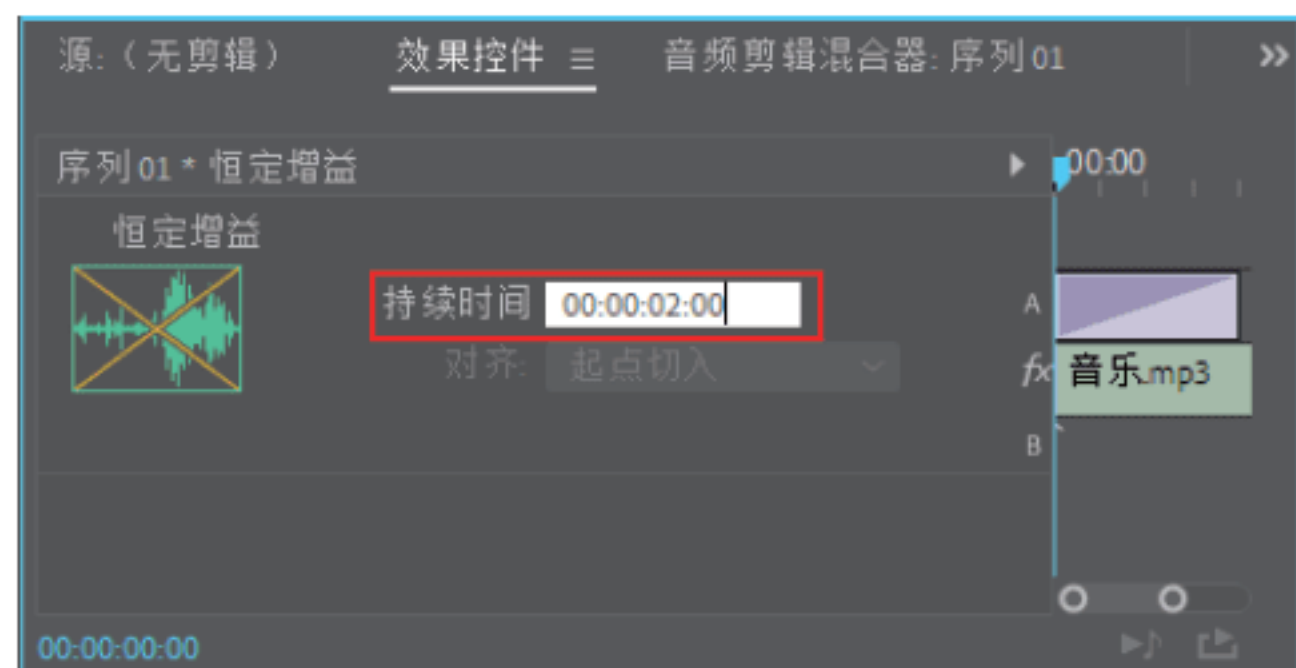 源:（无剪辑） 效果控件 音频剪辑混合器: 序列 01
序列 01 * 恒定增益 00:00
恒定增益
持续时间 00:00:02:00 A
对齐: 起点切入 fx 音乐.mp3
B
00:00:00:00